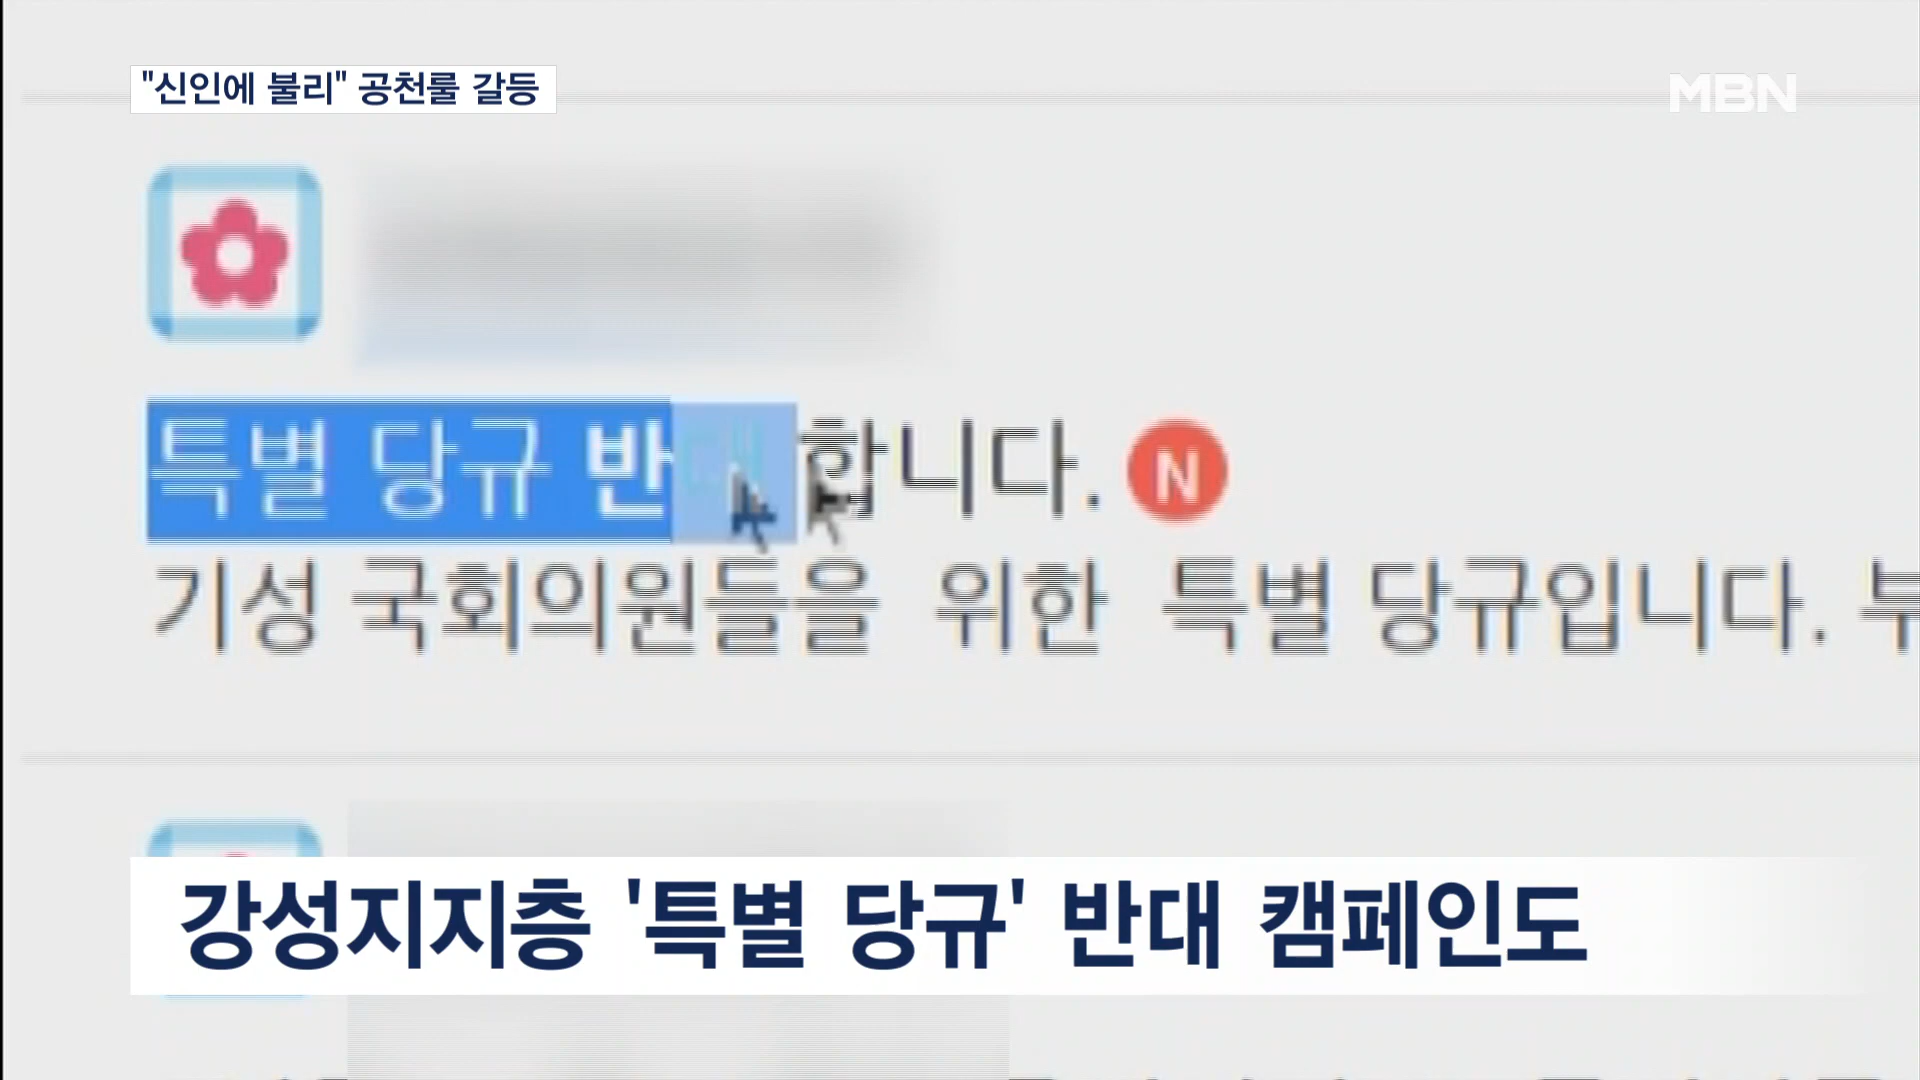 "신인에 불리" 공천룰 갈등
MBN
특별 당규 반대 합니다. N
기성 국회의원들을 위한 특별 당규입니다.
강성지지층 '특별 당규' 반대 캠페인도